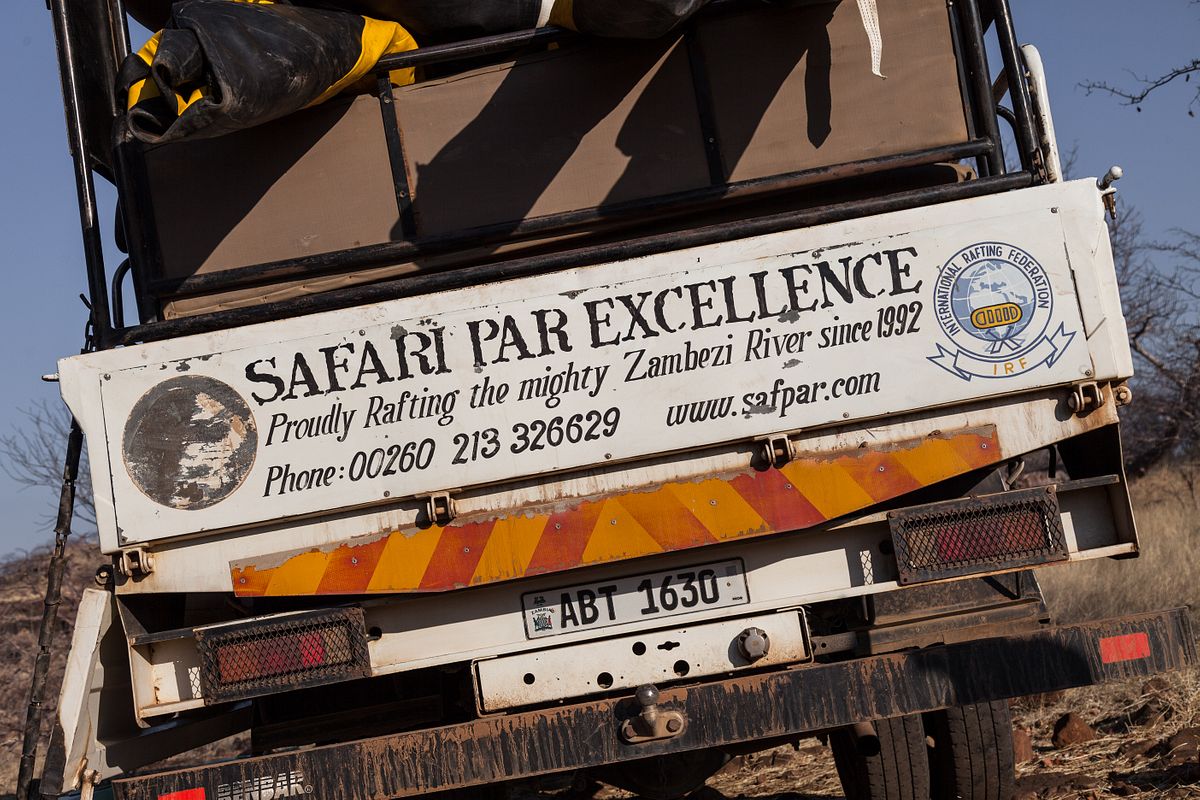 SAFARI PAR EXCELLENCE
Proudly Rafting the mighty Zambezi River since 1992
Phone: 00260 213 326629
www.safpar.com
INTERNATIONAL RAFTING FEDERATION
IRF
ZAMBIA
ABT 1630